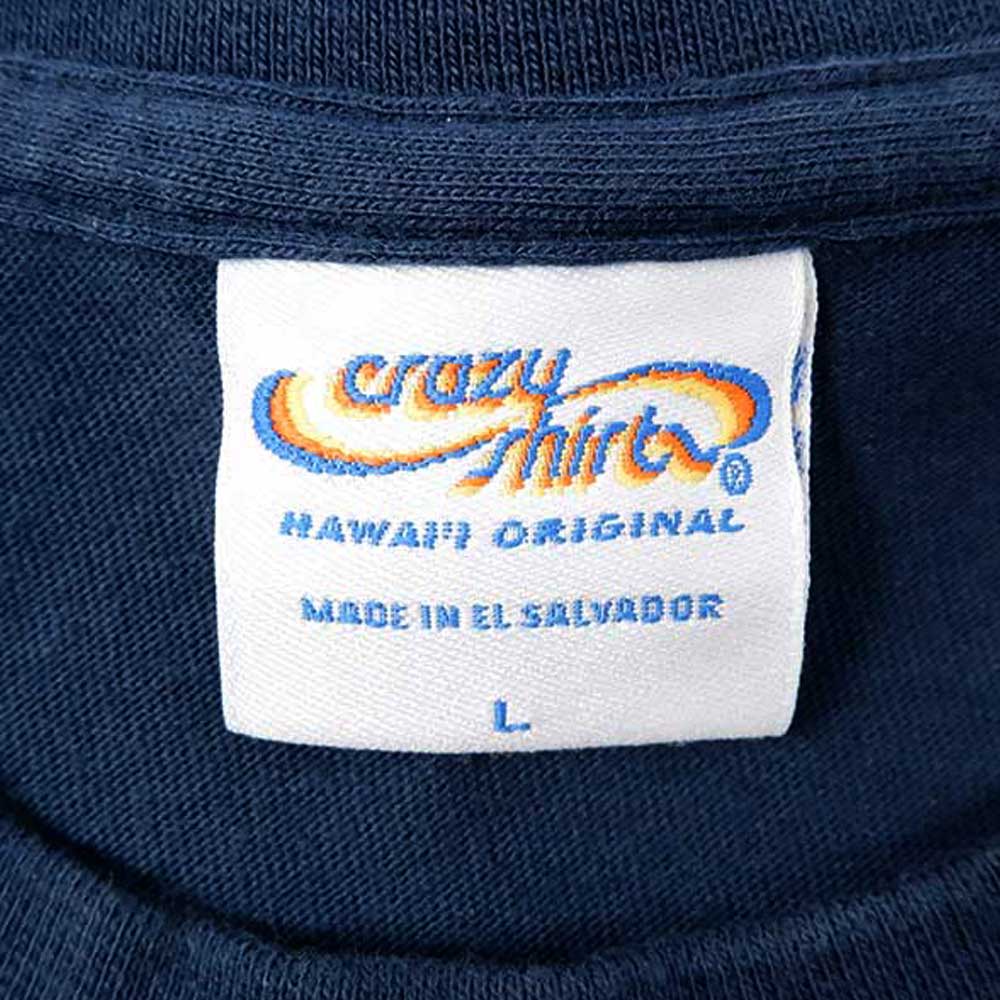 crazy
shirts®
HAWAI'I ORIGINAL
MADE IN EL SALVADOR
L